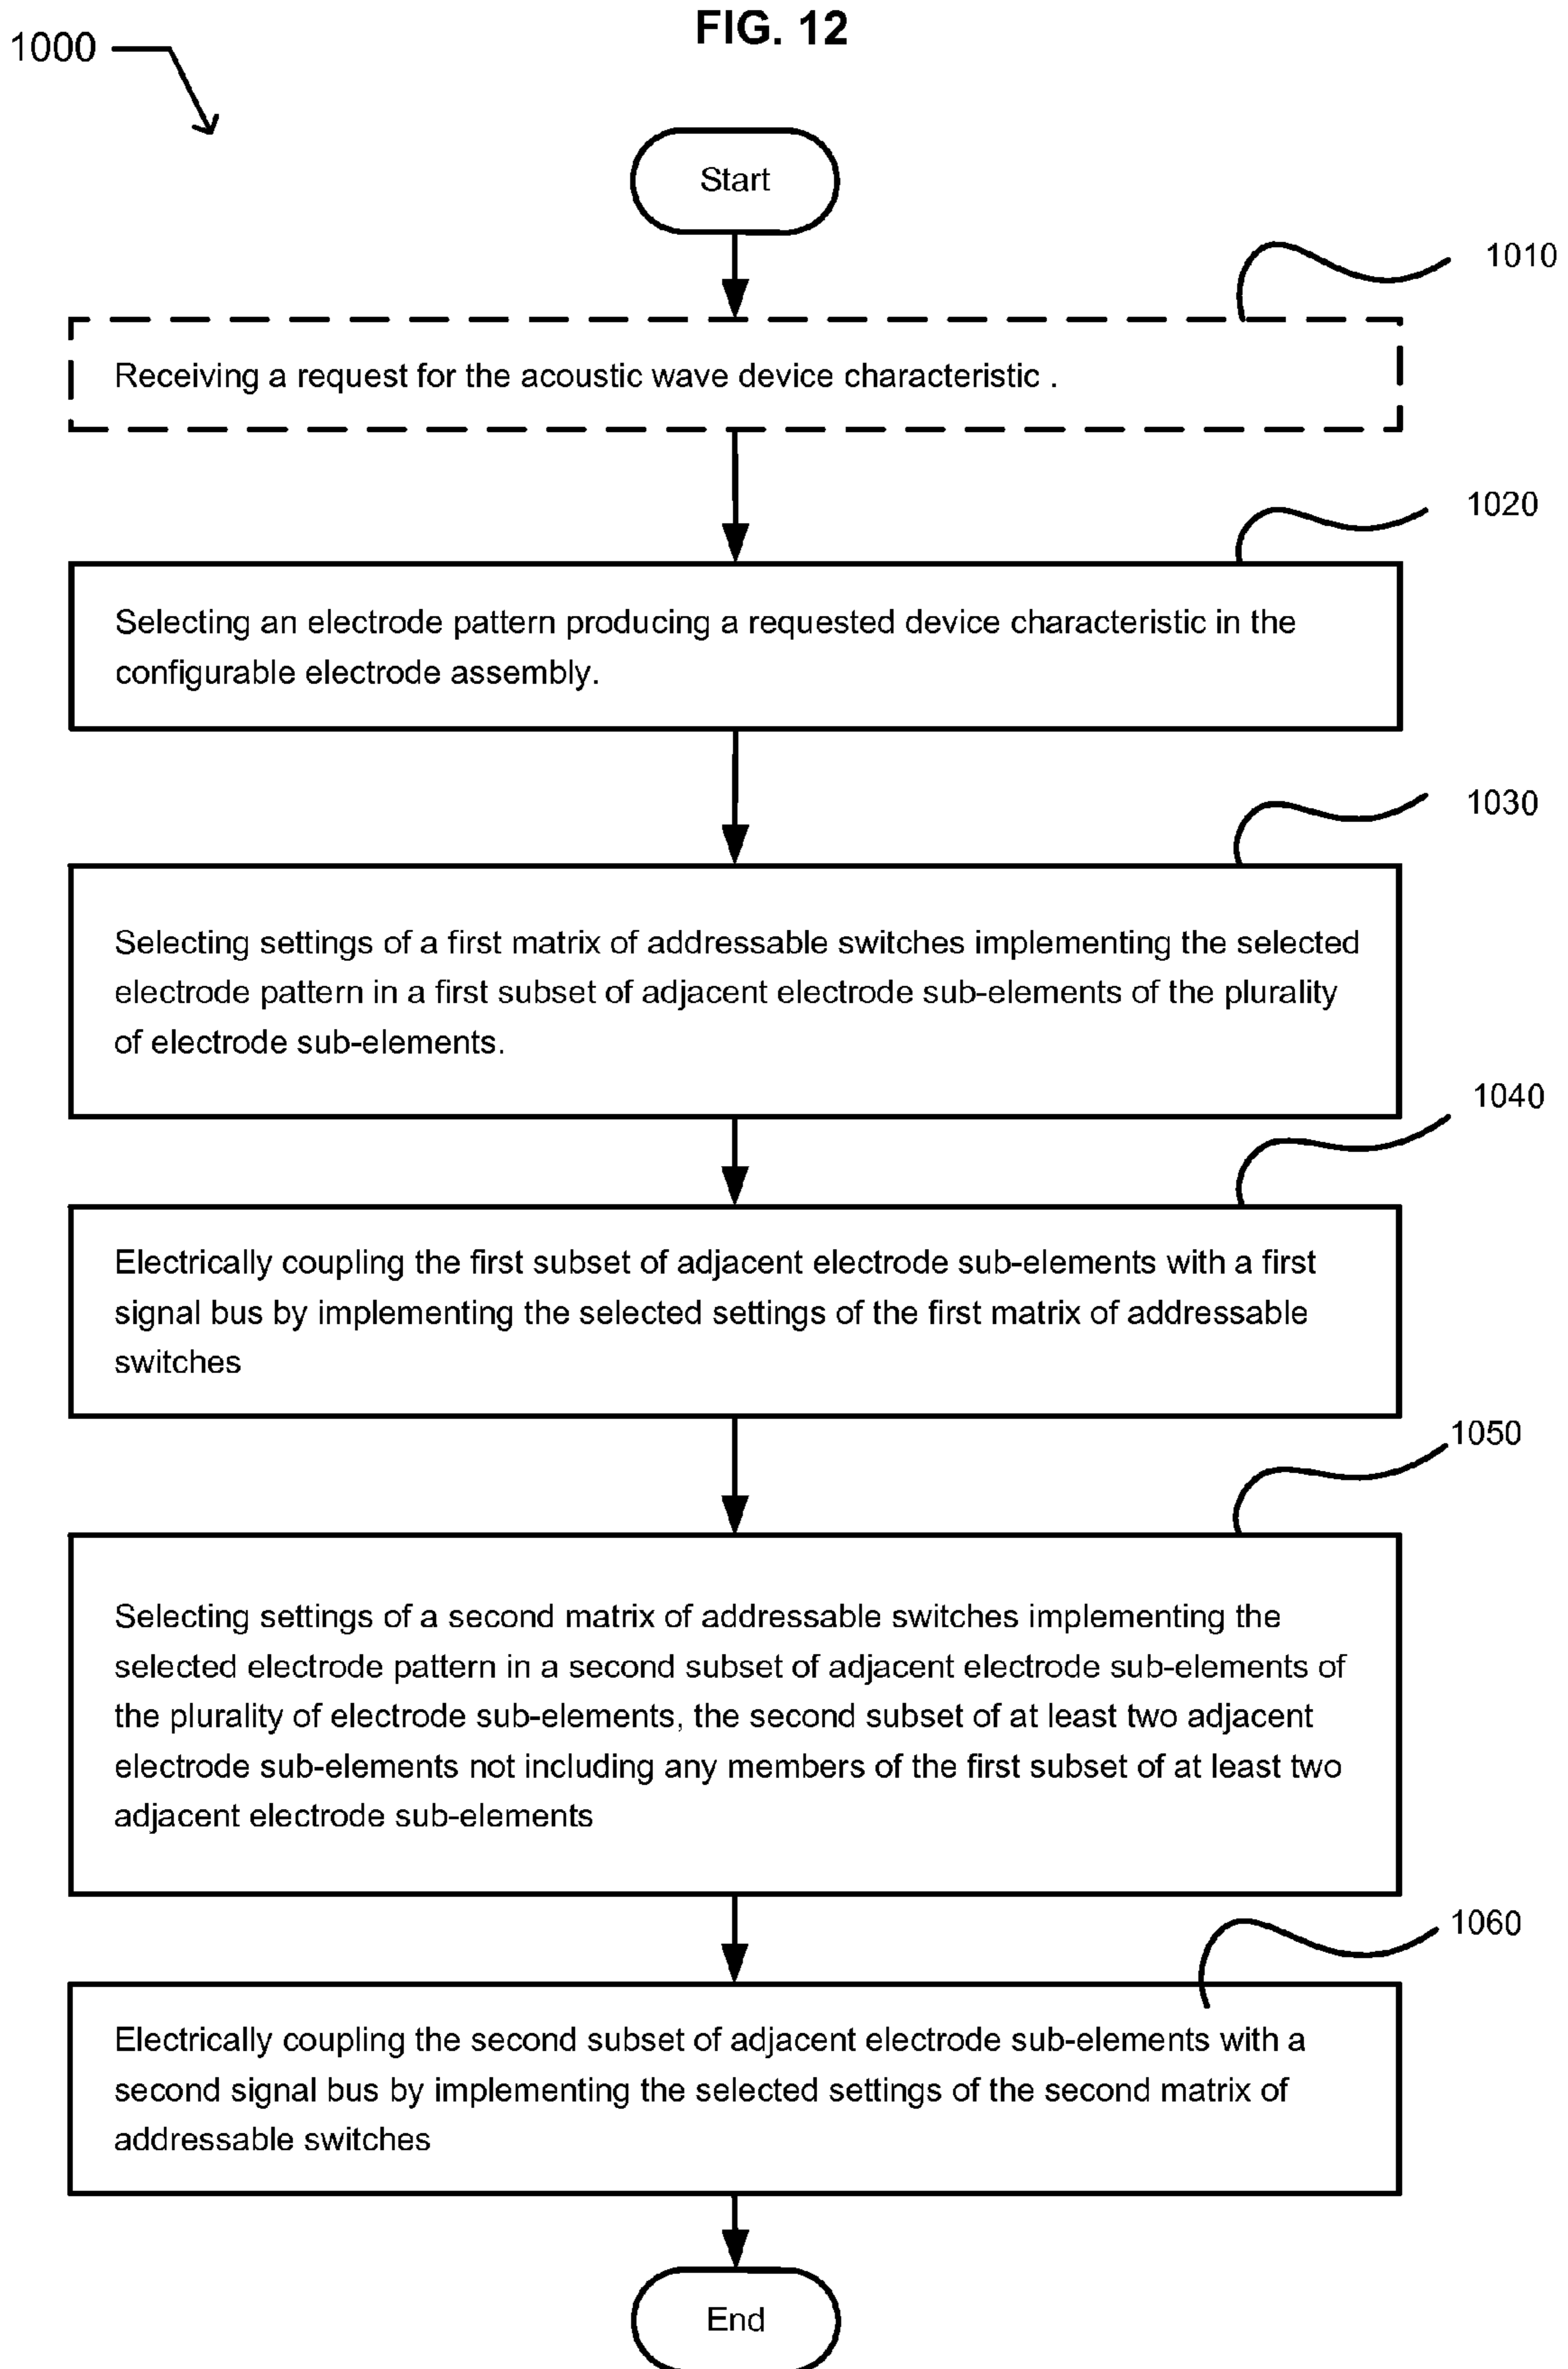 FIG. 12
1000
Start
1010
Receiving a request for the acoustic wave device characteristic .
1020
Selecting an electrode pattern producing a requested device characteristic in the
configurable electrode assembly.
1030
Selecting settings of a first matrix of addressable switches implementing the selected
electrode pattern in a first subset of adjacent electrode sub-elements of the plurality
of electrode sub-elements.
1040
Electrically coupling the first subset of adjacent electrode sub-elements with a first
signal bus by implementing the selected settings of the first matrix of addressable
switches
1050
Selecting settings of a second matrix of addressable switches implementing the
selected electrode pattern in a second subset of adjacent electrode sub-elements of
the plurality of electrode sub-elements, the second subset of at least two adjacent
electrode sub-elements not including any members of the first subset of at least two
adjacent electrode sub-elements
1060
Electrically coupling the second subset of adjacent electrode sub-elements with a
second signal bus by implementing the selected settings of the second matrix of
addressable switches
End